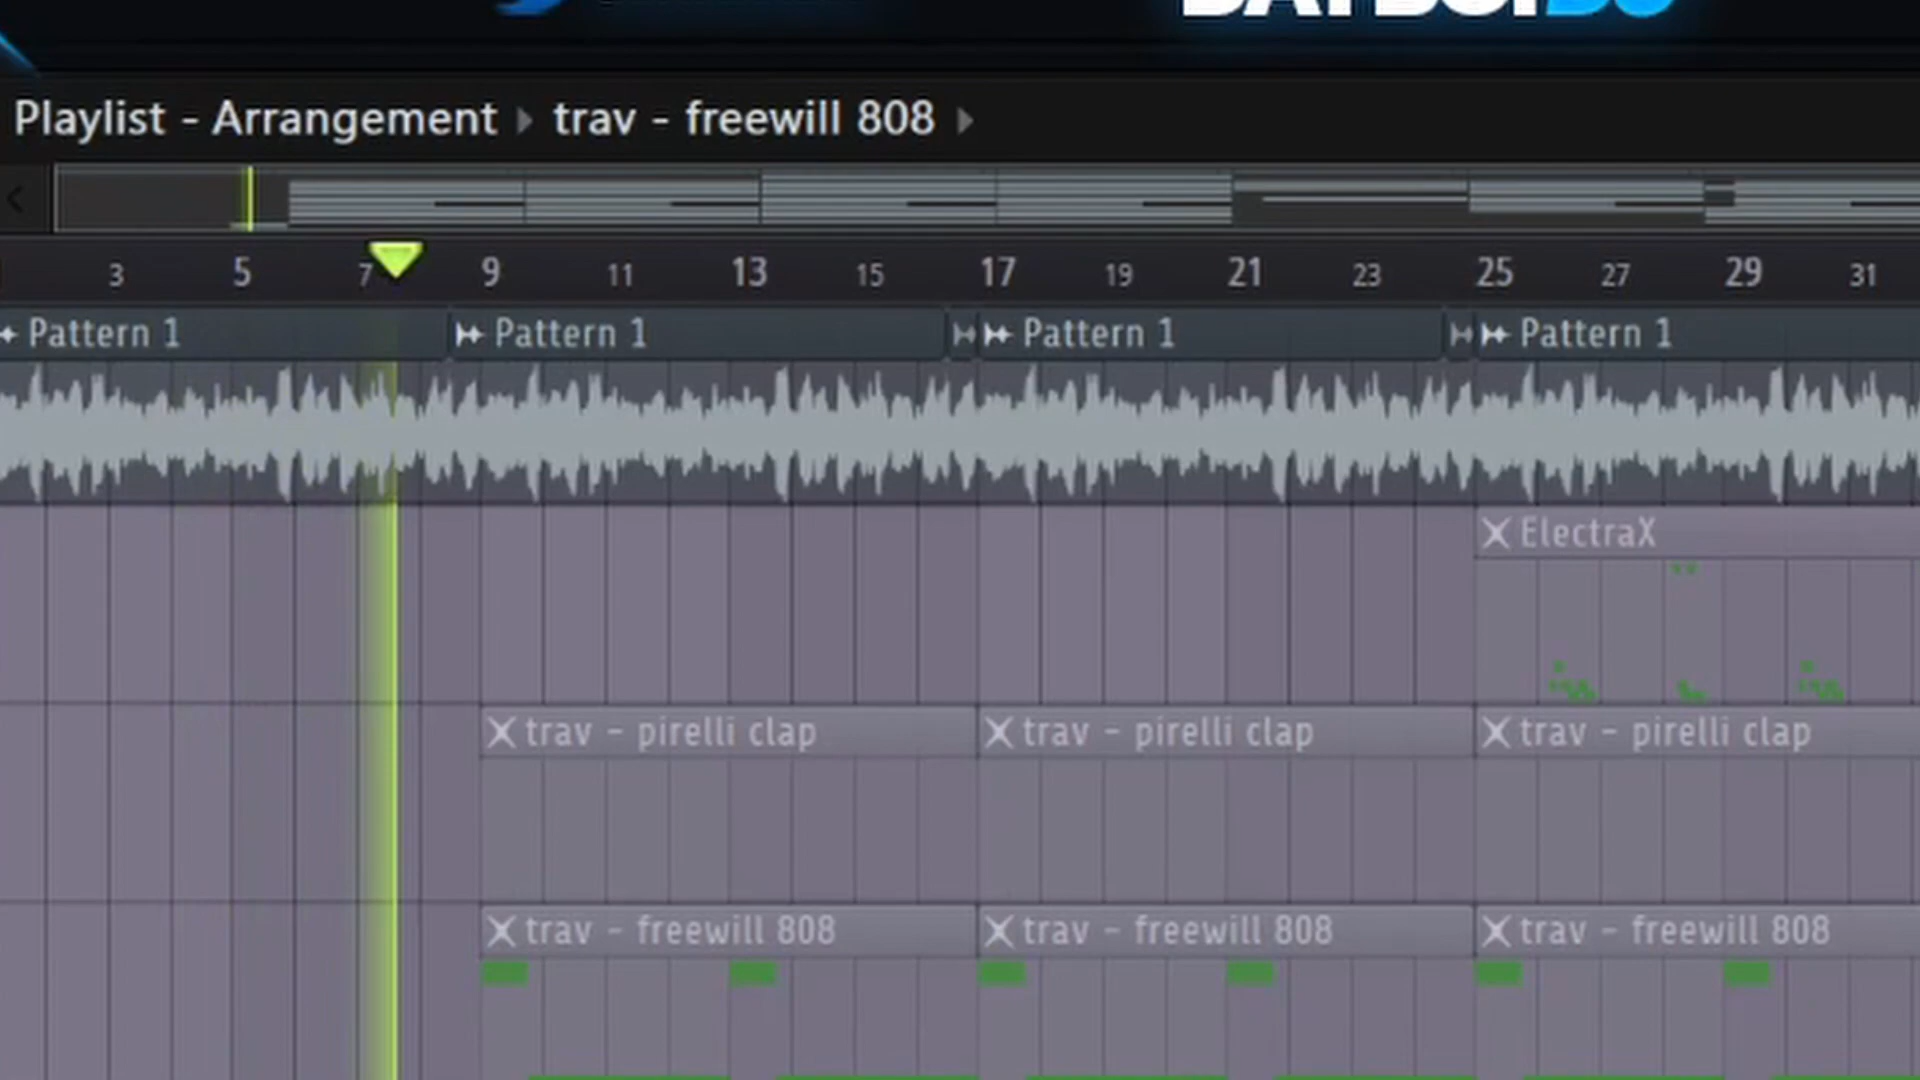 Playlist - Arrangement trav - freewill 808
3 5 7 9 11 13 15 17 19 21 23 25 27 29 31
Pattern 1 Pattern 1 Pattern 1 Pattern 1
ElectraX
trav - pirelli clap trav - pirelli clap trav - pirelli clap
trav - freewill 808 trav - freewill 808 trav - freewill 808